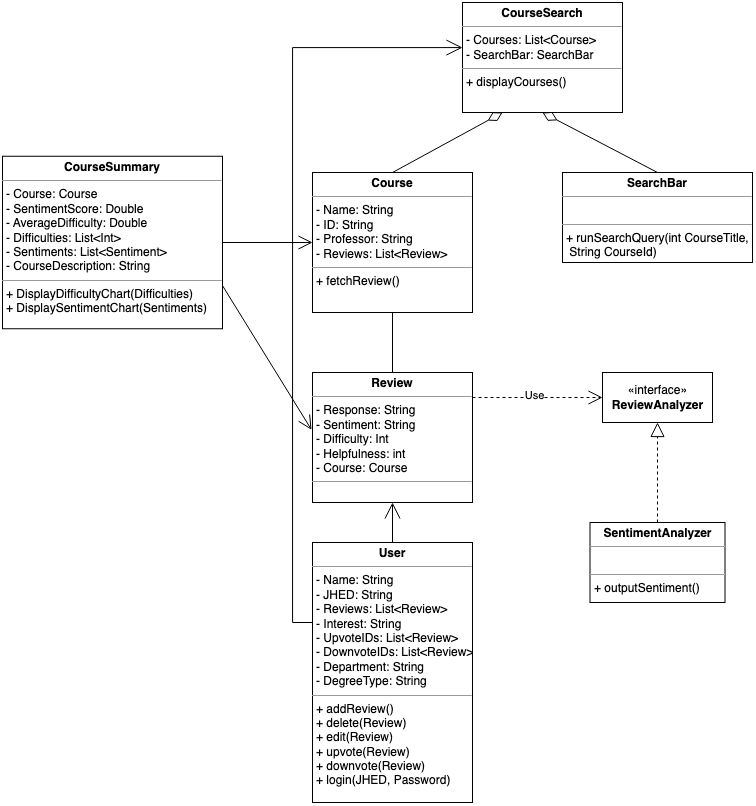 CourseSearch
- Courses: List<Course>
- SearchBar: SearchBar
+ displayCourses()
CourseSummary
- Course: Course
- SentimentScore: Double
- AverageDifficulty: Double
- Difficulties: List<Int>
- Sentiments: List<Sentiment>
- CourseDescription: String
+ DisplayDifficultyChart(Difficulties)
+ DisplaySentimentChart(Sentiments)
Course
- Name: String
- ID: String
- Professor: String
- Reviews: List<Review>
+ fetchReview()
SearchBar
+ runSearchQuery(int CourseTitle,
String CourseId)
Review
- Response: String
- Sentiment: String
- Difficulty: Int
- Helpfulness: int
- Course: Course
Use
«interface»
ReviewAnalyzer
SentimentAnalyzer
+ outputSentiment()
User
- Name: String
- JHED: String
- Reviews: List<Review>
- Interest: String
- UpvoteIDs: List<Review>
- DownvoteIDs: List<Review>
- Department: String
- DegreeType: String
+ addReview()
+ delete(Review)
+ edit(Review)
+ upvote(Review)
+ downvote(Review)
+ login(JHED, Password)